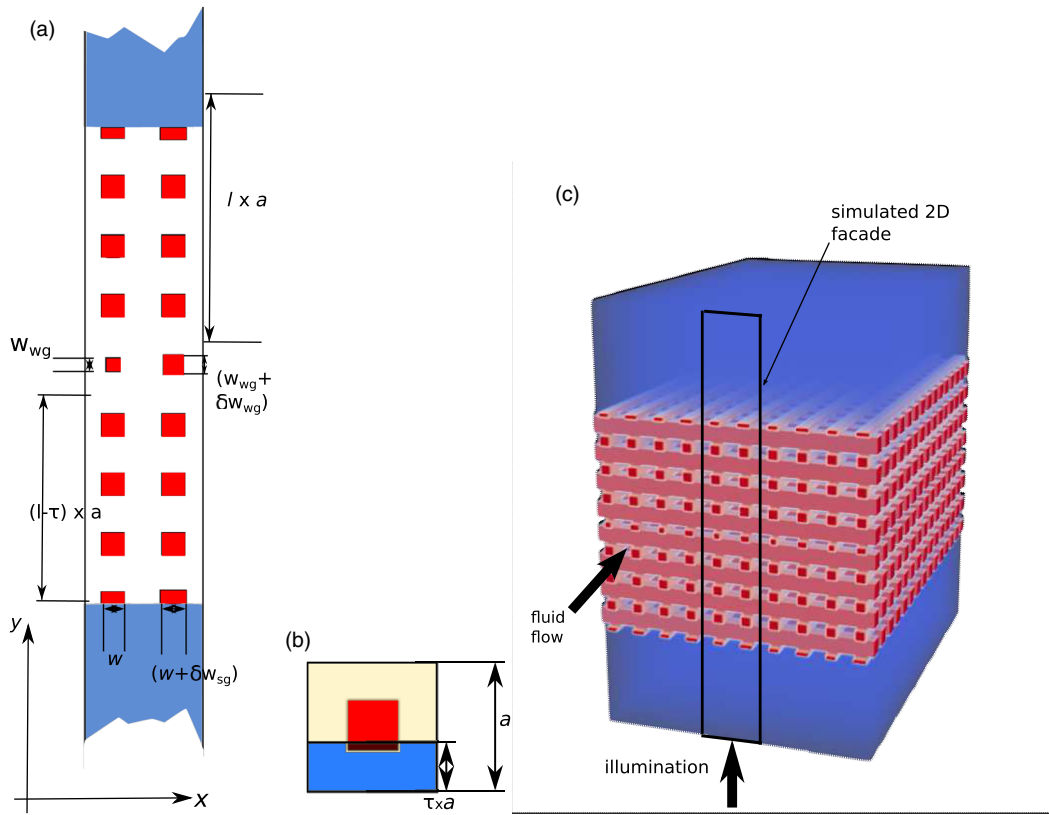 (a)
l x a
w_wg
(w_wg+
δw_wg)
(l-τ) x a
y
w
(w+δw_sg)
x
(b)
a
τxa
(c)
simulated 2D
facade
fluid
flow
illumination